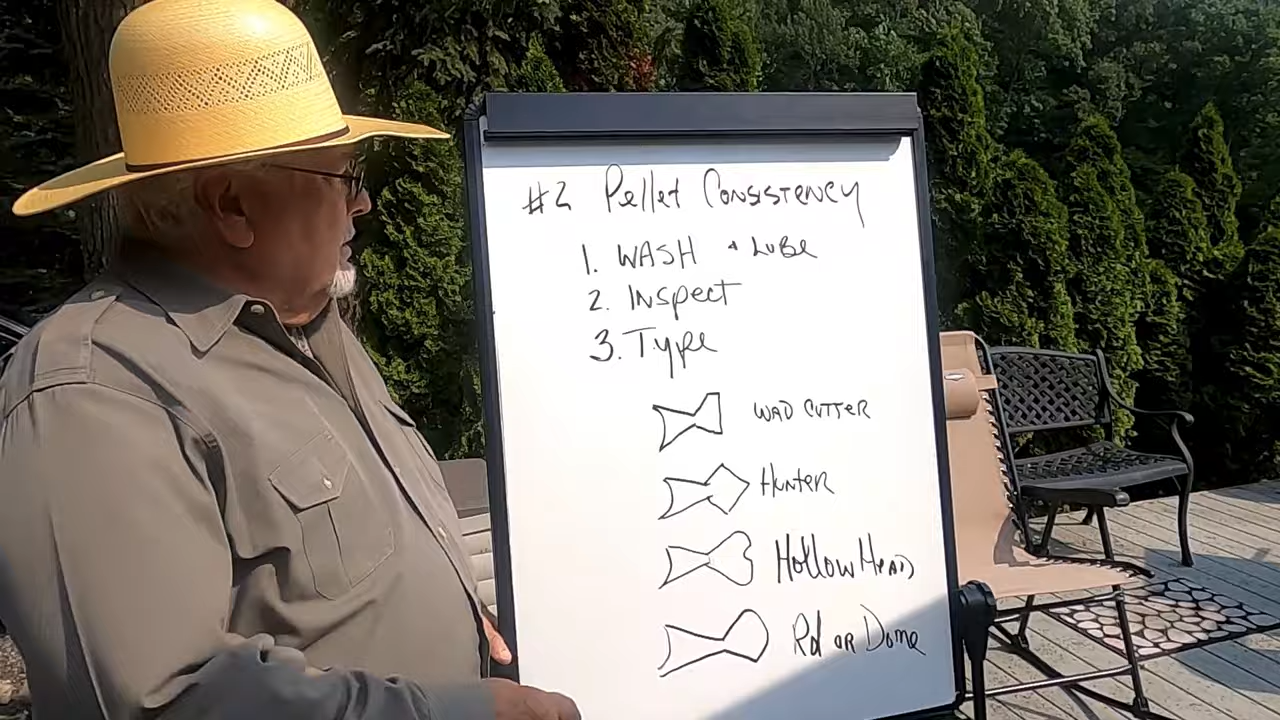 #2 Pellet Consistency
1. WASH + Lube
2. Inspect
3. Type
WAD CUTTER
Hunter
Hollow Head
Rd or Dome